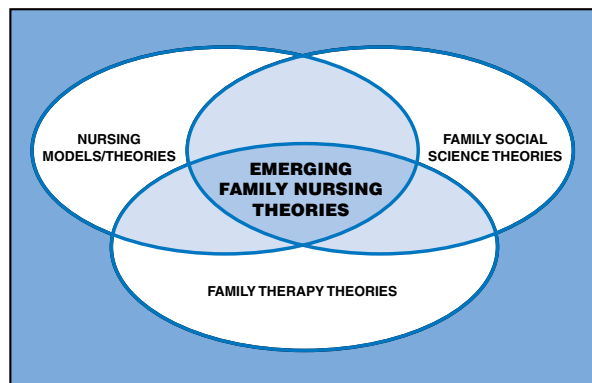 NURSING
MODELS/THEORIES
FAMILY SOCIAL
SCIENCE THEORIES
EMERGING
FAMILY NURSING
THEORIES
FAMILY THERAPY THEORIES